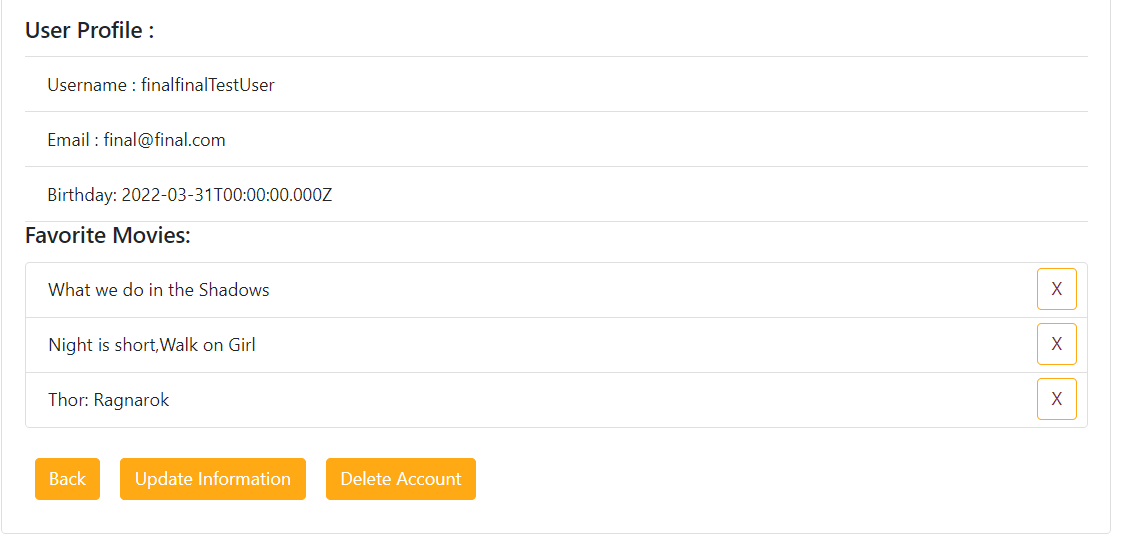 User Profile :
Username : finalfinalTestUser
Email : final@final.com
Birthday: 2022-03-31T00:00:00.000Z
Favorite Movies:
What we do in the Shadows
X
Night is short,Walk on Girl
X
Thor: Ragnarok
X
Back
Update Information
Delete Account